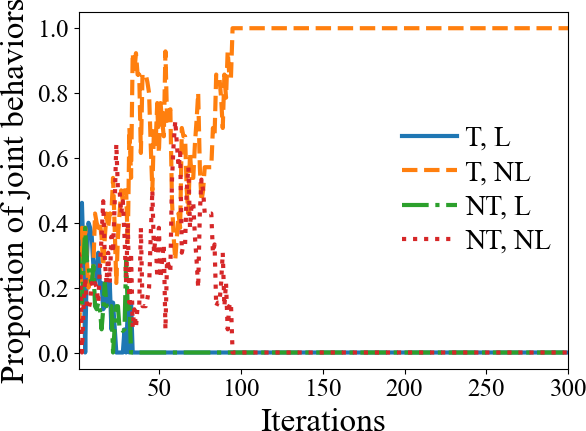 Proportion of joint behaviors
1.0
0.8
0.6
0.4
0.2
0.0
T, L
T, NL
NT, L
NT, NL
50 100 150 200 250 300
Iterations